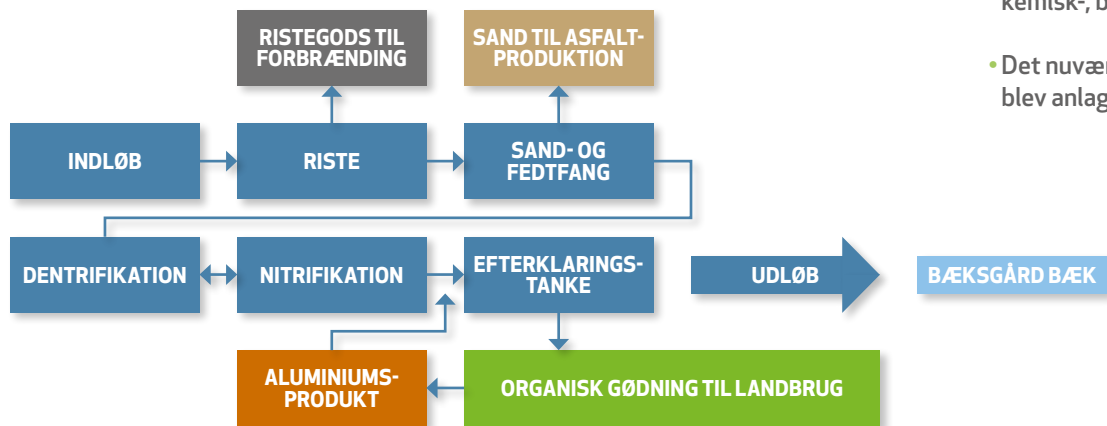 RISTEGODS TIL
FORBRÆNDING
SAND TIL ASFALT-
PRODUKTION
INDLØB
RISTE
SAND- OG
FEDTFANG
DENTRIFIKATION
NITRIFIKATION
EFTERKLARINGS-
TANKE
UDLØB
BÆKSGÅRD BÆK
ALUMINIUMS-
PRODUKT
ORGANISK GØDNING TIL LANDBRUG
•Det nuvær
blev anlag